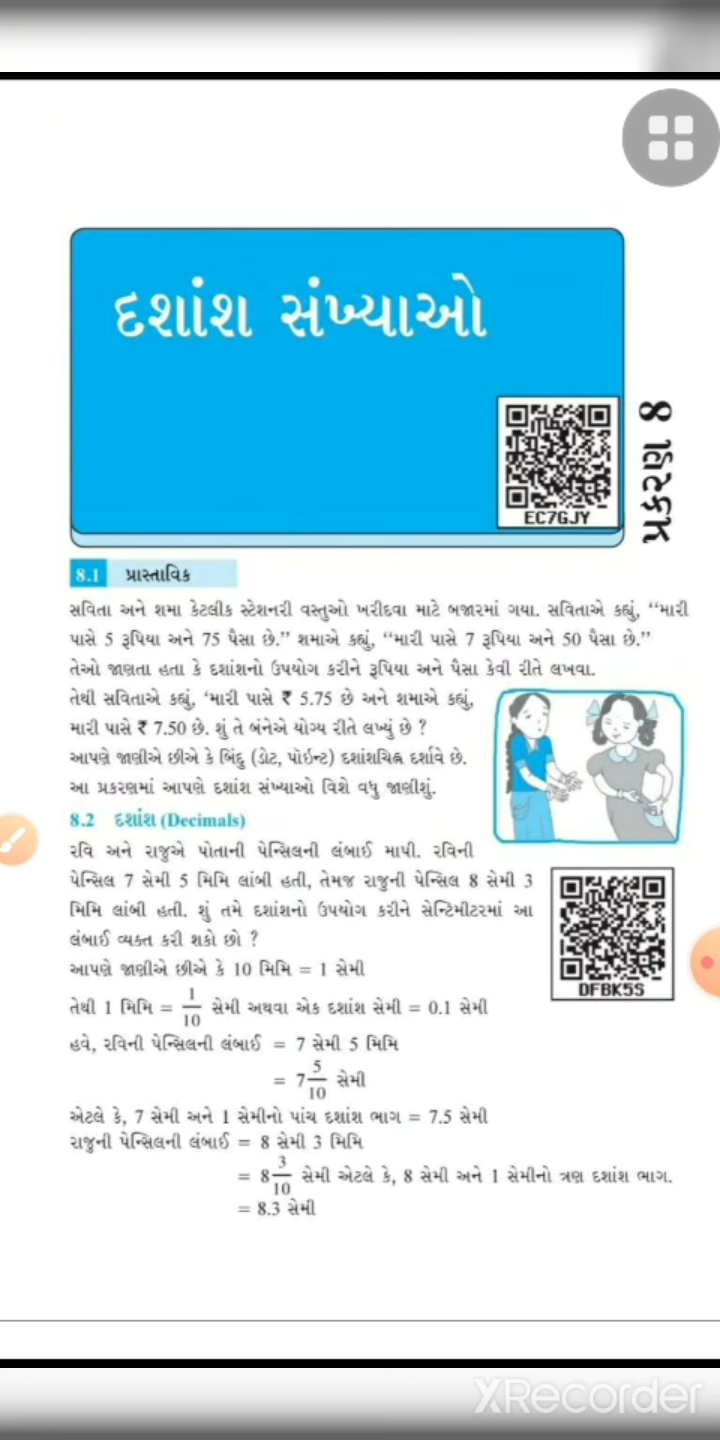 દશાંશ સંખ્યાઓ
EC7GJY
પ્રકરણ 8
8.1 પ્રાસ્તાવિક
સવિતા અને શમા કેટલીક સ્ટેશનરી વસ્તુઓ ખરીદવા માટે બજારમાં ગયા. સવિતાએ કહ્યું, “મારી
પાસે 5 રૂપિયા અને 75 પૈસા છે.” શમાએ કહ્યું, “મારી પાસે 7 રૂપિયા અને 50 પૈસા છે.”
તેઓ જાણતા હતા કે દશાંશનો ઉપયોગ કરીને રૂપિયા અને પૈસા કેવી રીતે લખવા.
તેથી સવિતાએ કહ્યું, ‘મારી પાસે ₹ 5.75 છે અને શમાએ કહ્યું,
મારી પાસે ₹ 7.50 છે. શું તે બંનેએ યોગ્ય રીતે લખ્યું છે ?
આપણે જાણીએ છીએ કે બિંદુ (ડોટ, પૉઇન્ટ) દશાંશચિહ્ન દર્શાવે છે.
આ પ્રકરણમાં આપણે દશાંશ સંખ્યાઓ વિશે વધુ જાણીશું.
8.2 દશાંશ (Decimals)
રવિ અને રાજુએ પોતાની પેન્સિલની લંબાઈ માપી. રવિની
પેન્સિલ 7 સેમી 5 મિમિ લાંબી હતી, તેમજ રાજુની પેન્સિલ 8 સેમી 3
મિમિ લાંબી હતી. શું તમે દશાંશનો ઉપયોગ કરીને સેન્ટિમીટરમાં આ
લંબાઈ વ્યક્ત કરી શકો છો ?
DFBK5S
આપણે જાણીએ છીએ કે 10 મિમિ = 1 સેમી
તેથી 1 મિમિ = 1/10 સેમી અથવા એક દશાંશ સેમી = 0.1 સેમી
હવે, રવિની પેન્સિલની લંબાઈ = 7 સેમી 5 મિમિ
= 7 5/10 સેમી
એટલે કે, 7 સેમી અને 1 સેમીનો પાંચ દશાંશ ભાગ = 7.5 સેમી
રાજુની પેન્સિલની લંબાઈ = 8 સેમી 3 મિમિ
= 8 3/10 સેમી એટલે કે, 8 સેમી અને 1 સેમીનો ત્રણ દશાંશ ભાગ.
= 8.3 સેમી
XRecorder